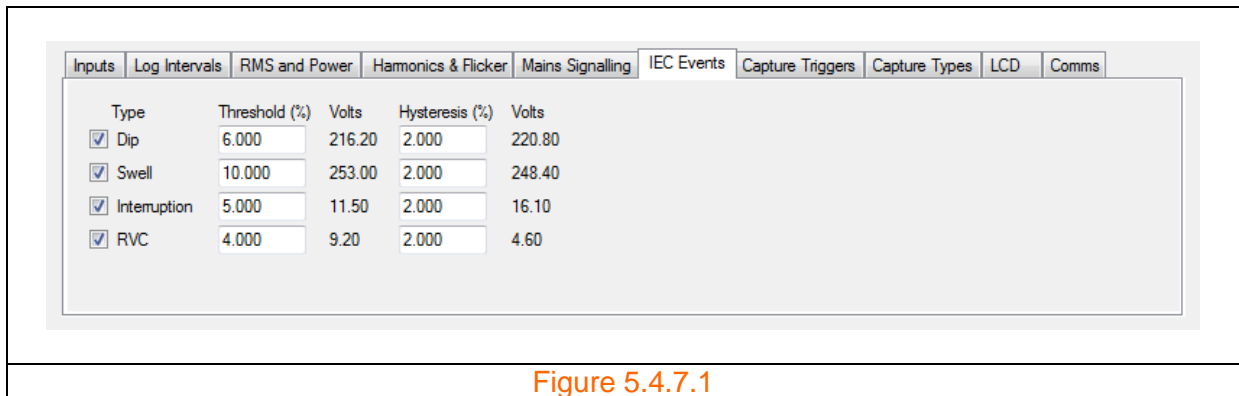 Inputs Log Intervals RMS and Power Harmonics & Flicker Mains Signalling IEC Events Capture Triggers Capture Types LCD Comms
Type Threshold (%) Volts Hysteresis (%) Volts
Dip 6.000 216.20 2.000 220.80
Swell 10.000 253.00 2.000 248.40
Interruption 5.000 11.50 2.000 16.10
RVC 4.000 9.20 2.000 4.60
Figure 5.4.7.1